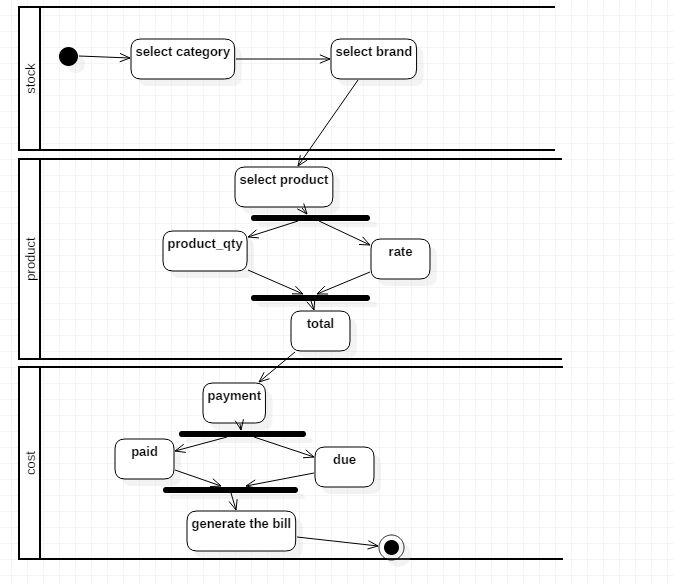 stock
select category
select brand
product
select product
product_qty
rate
total
cost
payment
paid
due
generate the bill